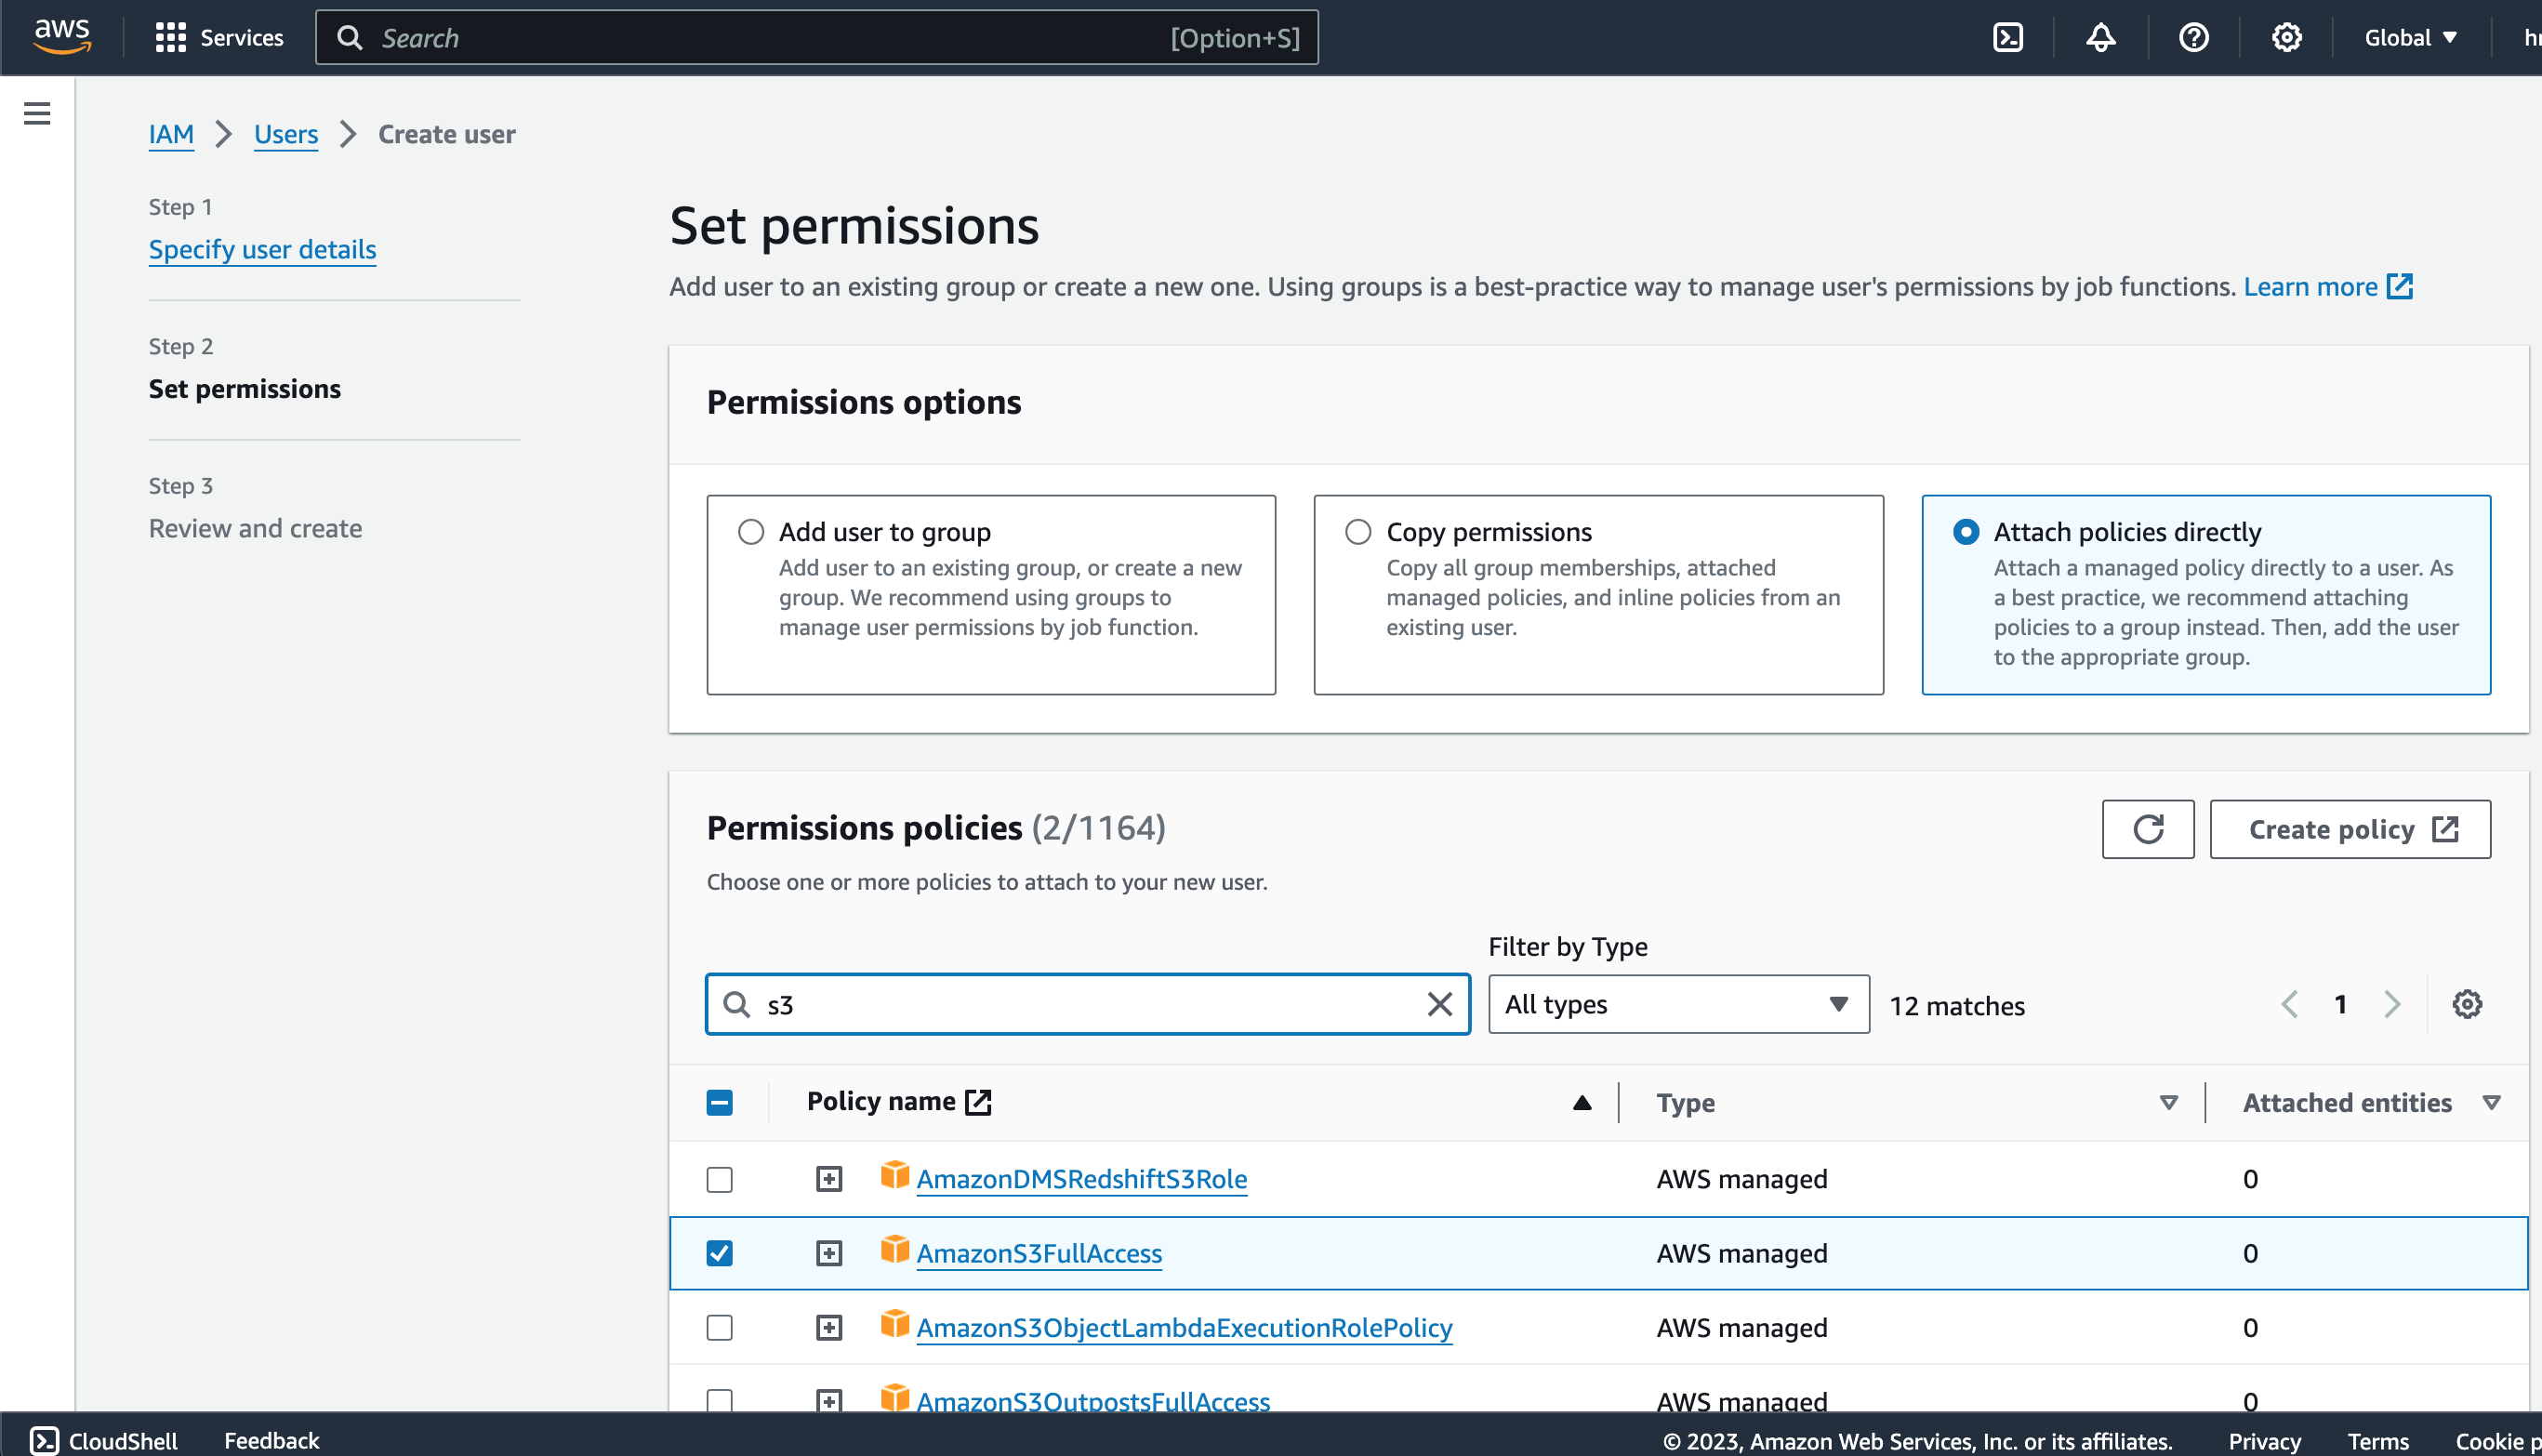 aws
Services
Search
[Option+S]
Global
IAM
Users
Create user
Step 1
Specify user details
Step 2
Set permissions
Step 3
Review and create
Set permissions
Add user to an existing group or create a new one. Using groups is a best-practice way to manage user's permissions by job functions. Learn more
Permissions options
Add user to group
Add user to an existing group, or create a new
group. We recommend using groups to
manage user permissions by job function.
Copy permissions
Copy all group memberships, attached
managed policies, and inline policies from an
existing user.
Attach policies directly
Attach a managed policy directly to a user. As
a best practice, we recommend attaching
policies to a group instead. Then, add the user
to the appropriate group.
Permissions policies (2/1164)
Create policy
Choose one or more policies to attach to your new user.
Filter by Type
s3
All types
12 matches
1
Policy name
Type
Attached entities
AmazonDMSRedshiftS3Role
AWS managed
0
AmazonS3FullAccess
AWS managed
0
AmazonS3ObjectLambdaExecutionRolePolicy
AWS managed
0
AmazonS3OutpostsFullAccess
AWS managed
0
CloudShell
Feedback
© 2023, Amazon Web Services, Inc. or its affiliates.
Privacy
Terms
Cookie